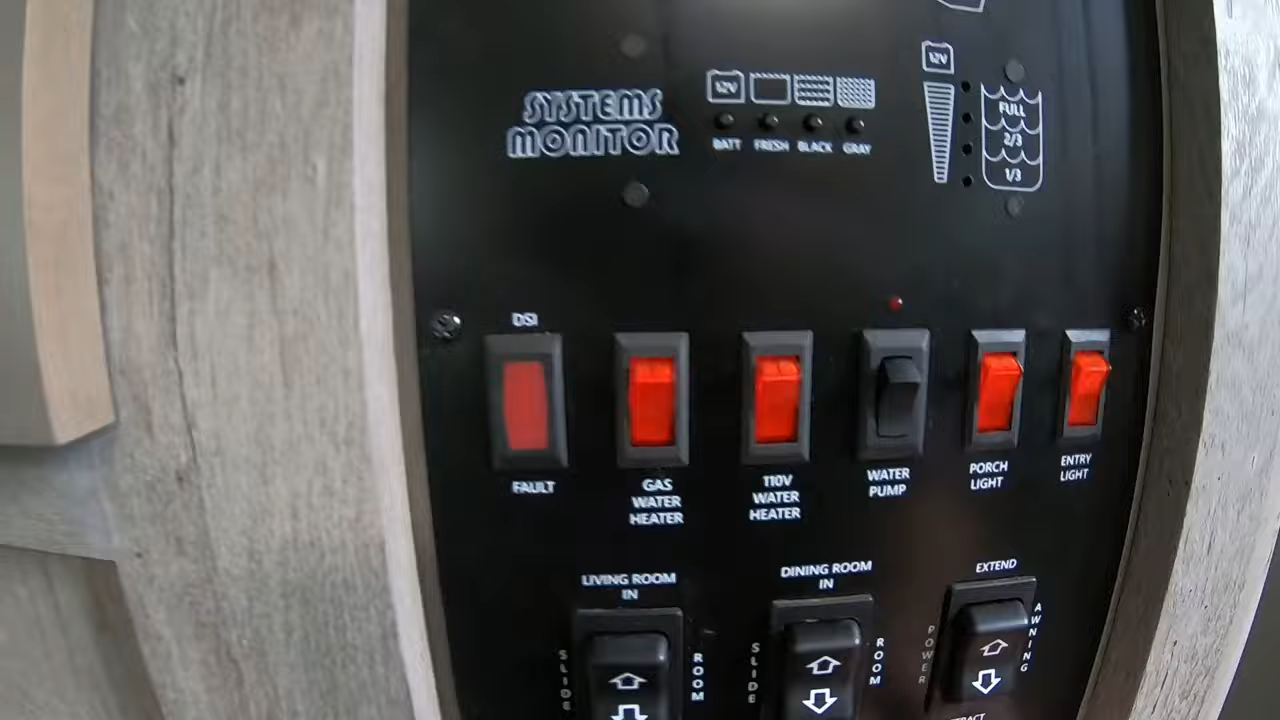 12V
SYSTEMS
MONITOR
12V
BATT
FRESH
BLACK
GRAY
FULL
2/3
1/3
DSI
FAULT
GAS
WATER
HEATER
110V
WATER
HEATER
WATER
PUMP
PORCH
LIGHT
ENTRY
LIGHT
LIVING ROOM
IN
SLIDE
ROOM
DINING ROOM
IN
SLIDE
ROOM
EXTEND
POWER
AWNING